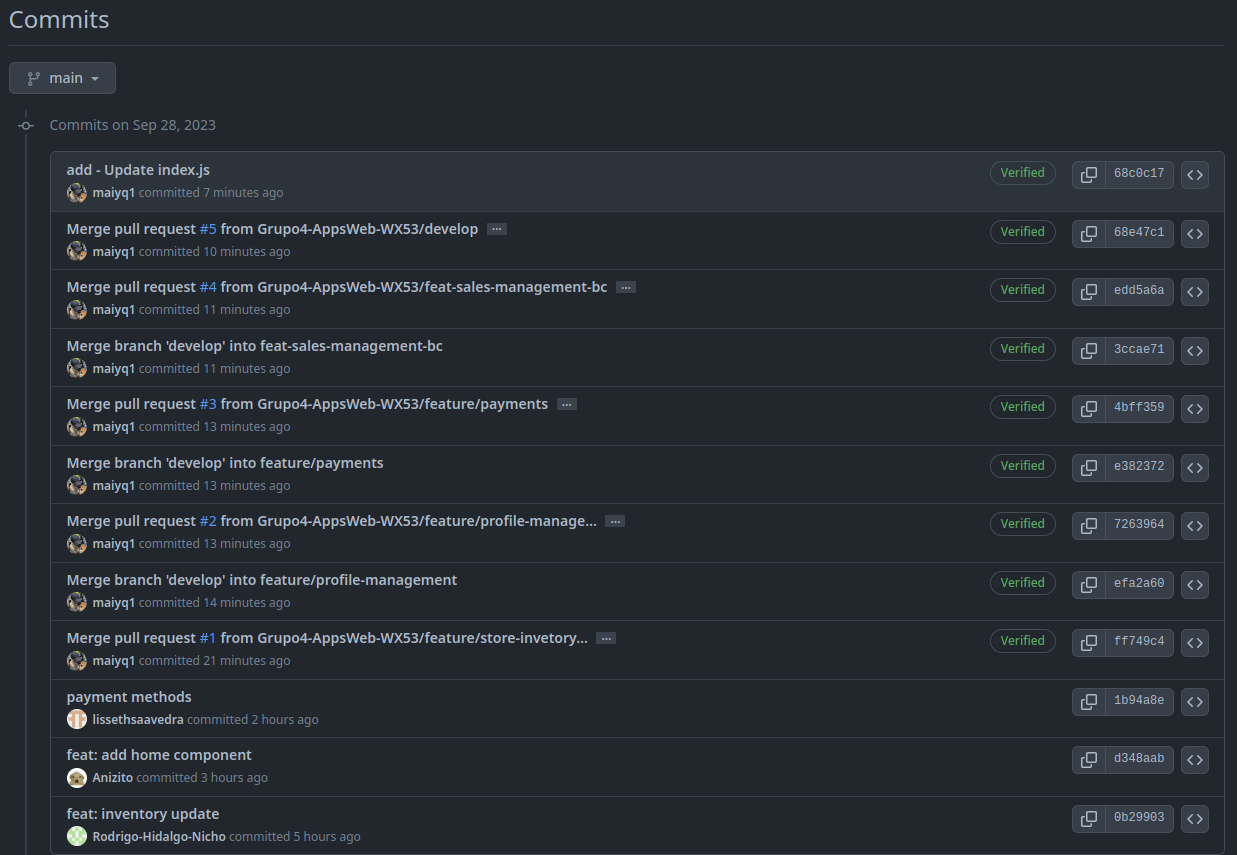 Commits
main
Commits on Sep 28, 2023
add - Update index.js
maiyq1 committed 7 minutes ago
Verified
68c0c17
Merge pull request #5 from Grupo4-AppsWeb-WX53/develop ...
maiyq1 committed 10 minutes ago
Verified
68e47c1
Merge pull request #4 from Grupo4-AppsWeb-WX53/feat-sales-management-bc ...
maiyq1 committed 11 minutes ago
Verified
edd5a6a
Merge branch 'develop' into feat-sales-management-bc
maiyq1 committed 11 minutes ago
Verified
3ccae71
Merge pull request #3 from Grupo4-AppsWeb-WX53/feature/payments ...
maiyq1 committed 13 minutes ago
Verified
4bff359
Merge branch 'develop' into feature/payments
maiyq1 committed 13 minutes ago
Verified
e382372
Merge pull request #2 from Grupo4-AppsWeb-WX53/feature/profile-manage... ...
maiyq1 committed 13 minutes ago
Verified
7263964
Merge branch 'develop' into feature/profile-management
maiyq1 committed 14 minutes ago
Verified
efa2a60
Merge pull request #1 from Grupo4-AppsWeb-WX53/feature/store-invetory... ...
maiyq1 committed 21 minutes ago
Verified
ff749c4
payment methods
lissethsaavedra committed 2 hours ago
1b94a8e
feat: add home component
Anizito committed 3 hours ago
d348aab
feat: inventory update
Rodrigo-Hidalgo-Nicho committed 5 hours ago
0b29903